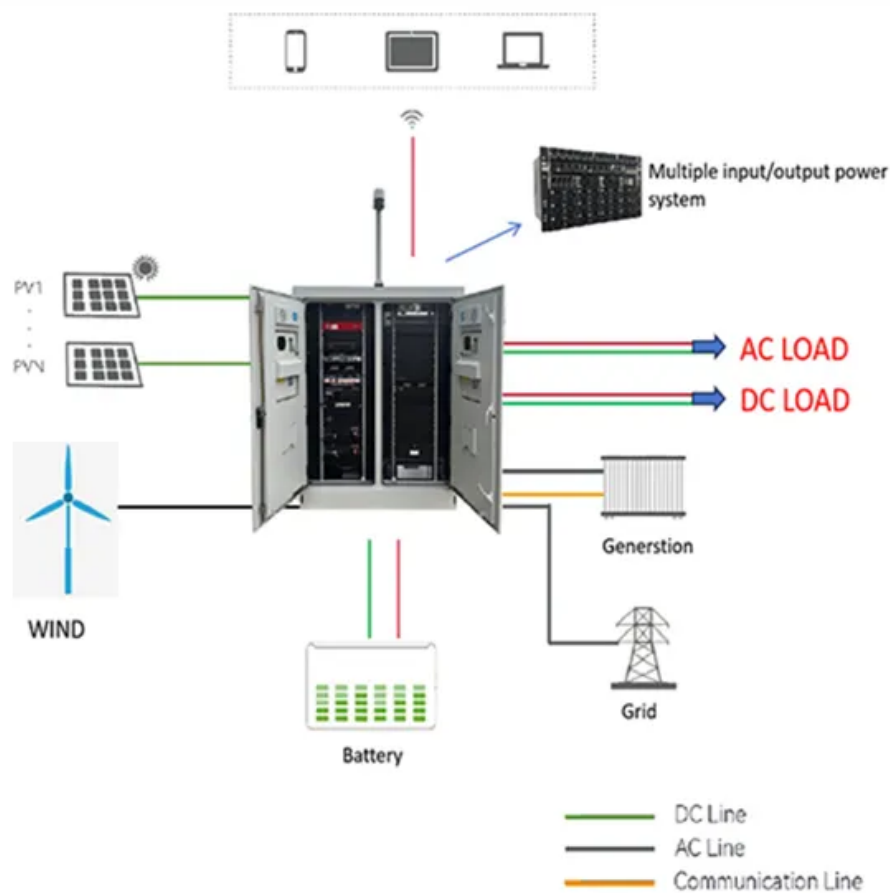 Multiple input/output power
system
PV1
PVN
AC LOAD
DC LOAD
Generstion
WIND
Grid
Battery
DC Line
AC Line
Communication Line